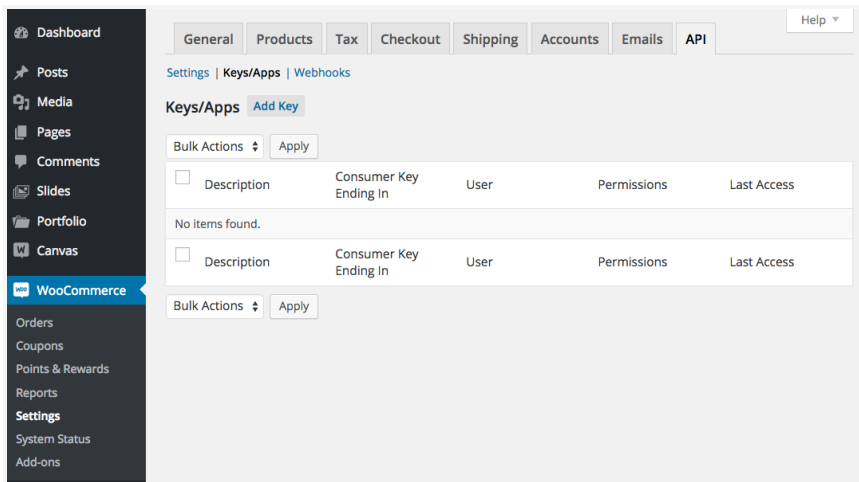 Dashboard
Posts
Media
Pages
Comments
Slides
Portfolio
Canvas
WooCommerce
Orders
Coupons
Points & Rewards
Reports
Settings
System Status
Add-ons
Help
General Products Tax Checkout Shipping Accounts Emails API
Settings | Keys/Apps | Webhooks
Keys/Apps Add Key
Bulk Actions Apply
Description Consumer Key User Permissions Last Access
Ending In
No items found.
Description Consumer Key User Permissions Last Access
Ending In
Bulk Actions Apply